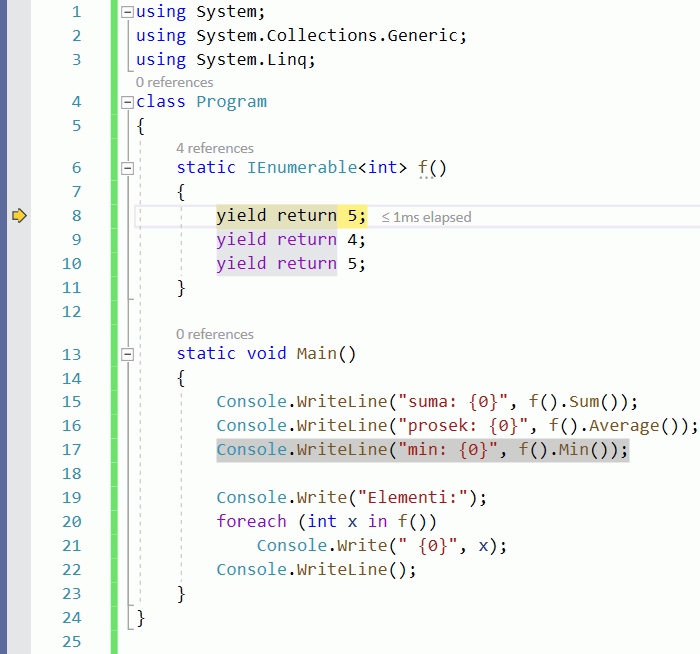 1 using System;
2 using System.Collections.Generic;
3 using System.Linq;
0 references
4 class Program
5 {
4 references
6 static IEnumerable<int> f()
7 {
8 yield return 5; ≤ 1ms elapsed
9 yield return 4;
10 yield return 5;
11 }
12
0 references
13 static void Main()
14 {
15 Console.WriteLine("suma: {0}", f().Sum());
16 Console.WriteLine("prosek: {0}", f().Average());
17 Console.WriteLine("min: {0}", f().Min());
18
19 Console.Write("Elementi:");
20 foreach (int x in f())
21 Console.Write(" {0}", x);
22 Console.WriteLine();
23 }
24 }
25